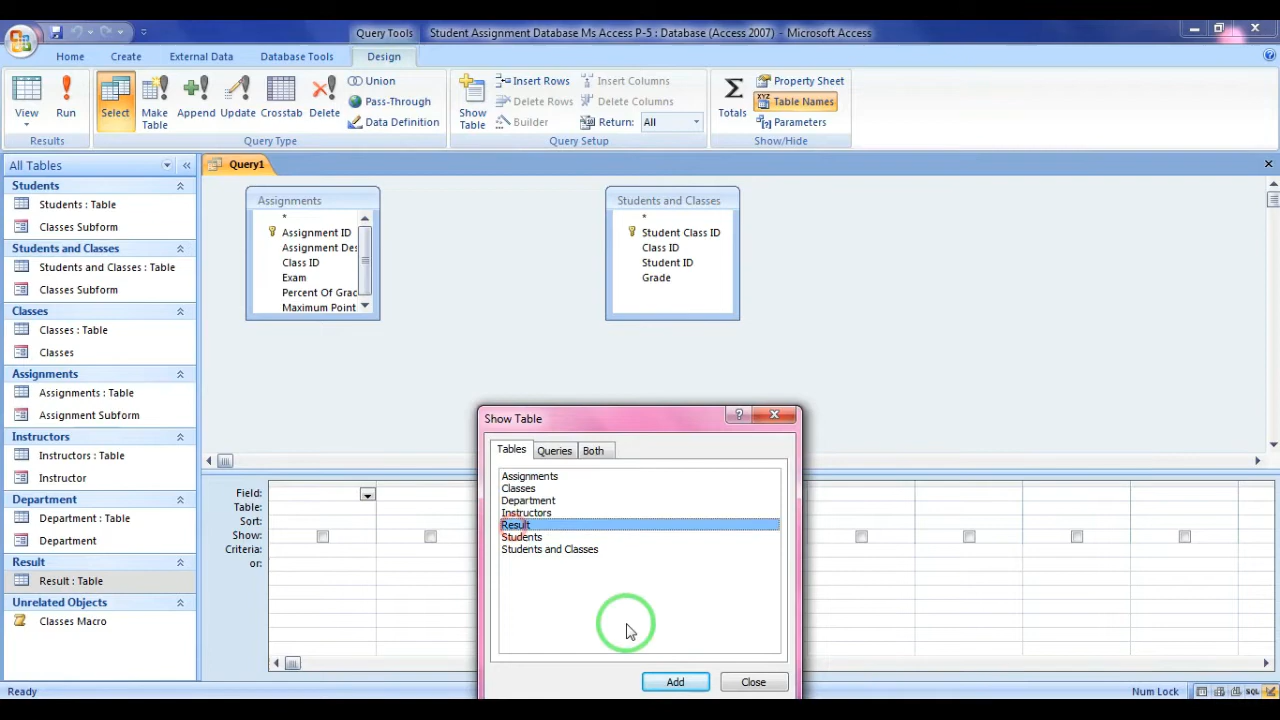 Query Tools
Student Assignment Database Ms Access P-5 : Database (Access 2007) - Microsoft Access
Home
Create
External Data
Database Tools
Design
View
Run
Select
Make Table
Append
Update
Crosstab
Delete
Union
Pass-Through
Data Definition
Show Table
Insert Rows
Delete Rows
Builder
Insert Columns
Delete Columns
Return: All
Totals
Property Sheet
Table Names
Parameters
Results
Query Type
Query Setup
Show/Hide
All Tables
Students
Students : Table
Classes Subform
Students and Classes
Students and Classes : Table
Classes Subform
Classes
Classes : Table
Classes
Assignments
Assignments : Table
Assignment Subform
Instructors
Instructors : Table
Instructor
Department
Department : Table
Department
Result
Result : Table
Unrelated Objects
Classes Macro
Query1
Assignments
*
Assignment ID
Assignment Des
Class ID
Exam
Percent Of Grac
Maximum Point
Students and Classes
*
Student Class ID
Class ID
Student ID
Grade
Show Table
Tables
Queries
Both
Assignments
Classes
Department
Instructors
Result
Students
Students and Classes
Add
Close
Field:
Table:
Sort:
Show:
Criteria:
or:
Ready
Num Lock
SQL